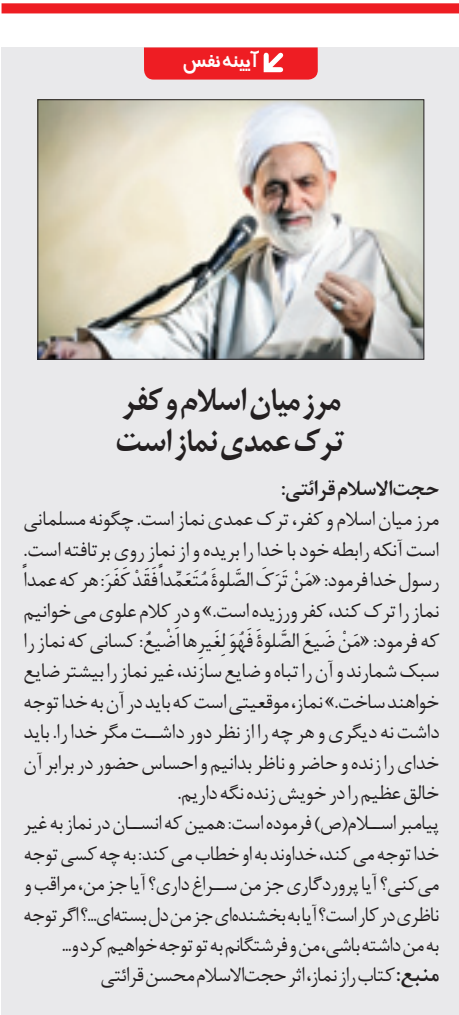 آیینه نفس
مرز میان اسلام و کفر
ترک عمدی نماز است
حجت‌الاسلام قرائتی:
مرز میان اسلام و کفر، ترک عمدی نماز است. چگونه مسلمانی
است آنکه رابطه خود با خدا را بریده و از نماز روی برتافته است.
رسول خدا فرمود: «مَنْ تَرَکَ الصَّلوةَ مُتَعَمِّداً فَقَدْ کَفَرَ: هر که عمداً
نماز را ترک کند، کفر ورزیده است.» و در کلام علوی می خوانیم
که فرمود: «مَنْ ضَیعَ الصَّلوةَ فَهُوَ لِغَیرِها اَضْیعُ: کسانی که نماز را
سبک شمارند و آن را تباه و ضایع سازند، غیر نماز را بیشتر ضایع
خواهند ساخت.» نماز، موقعیتی است که باید در آن به خدا توجه
داشت نه دیگری و هر چه را از نظر دور داشت مگر خدا را. باید
خدای را زنده و حاضر و ناظر بدانیم و احساس حضور در برابر آن
خالق عظیم را در خویش زنده نگه داریم.
پیامبر اسلام(ص) فرموده است: همین که انسان در نماز به غیر
خدا توجه می کند، خداوند به او خطاب می کند: به چه کسی توجه
می‌کنی؟ آیا پروردگاری جز من سراغ داری؟ آیا جز من، مراقب و
ناظری در کار است؟ آیا به بخشنده‌ای جز من دل بسته‌ای...؟ اگر توجه
به من داشته باشی، من و فرشتگانم به تو توجه خواهیم کرد و...
منبع: کتاب راز نماز، اثر حجت‌الاسلام محسن قرائتی